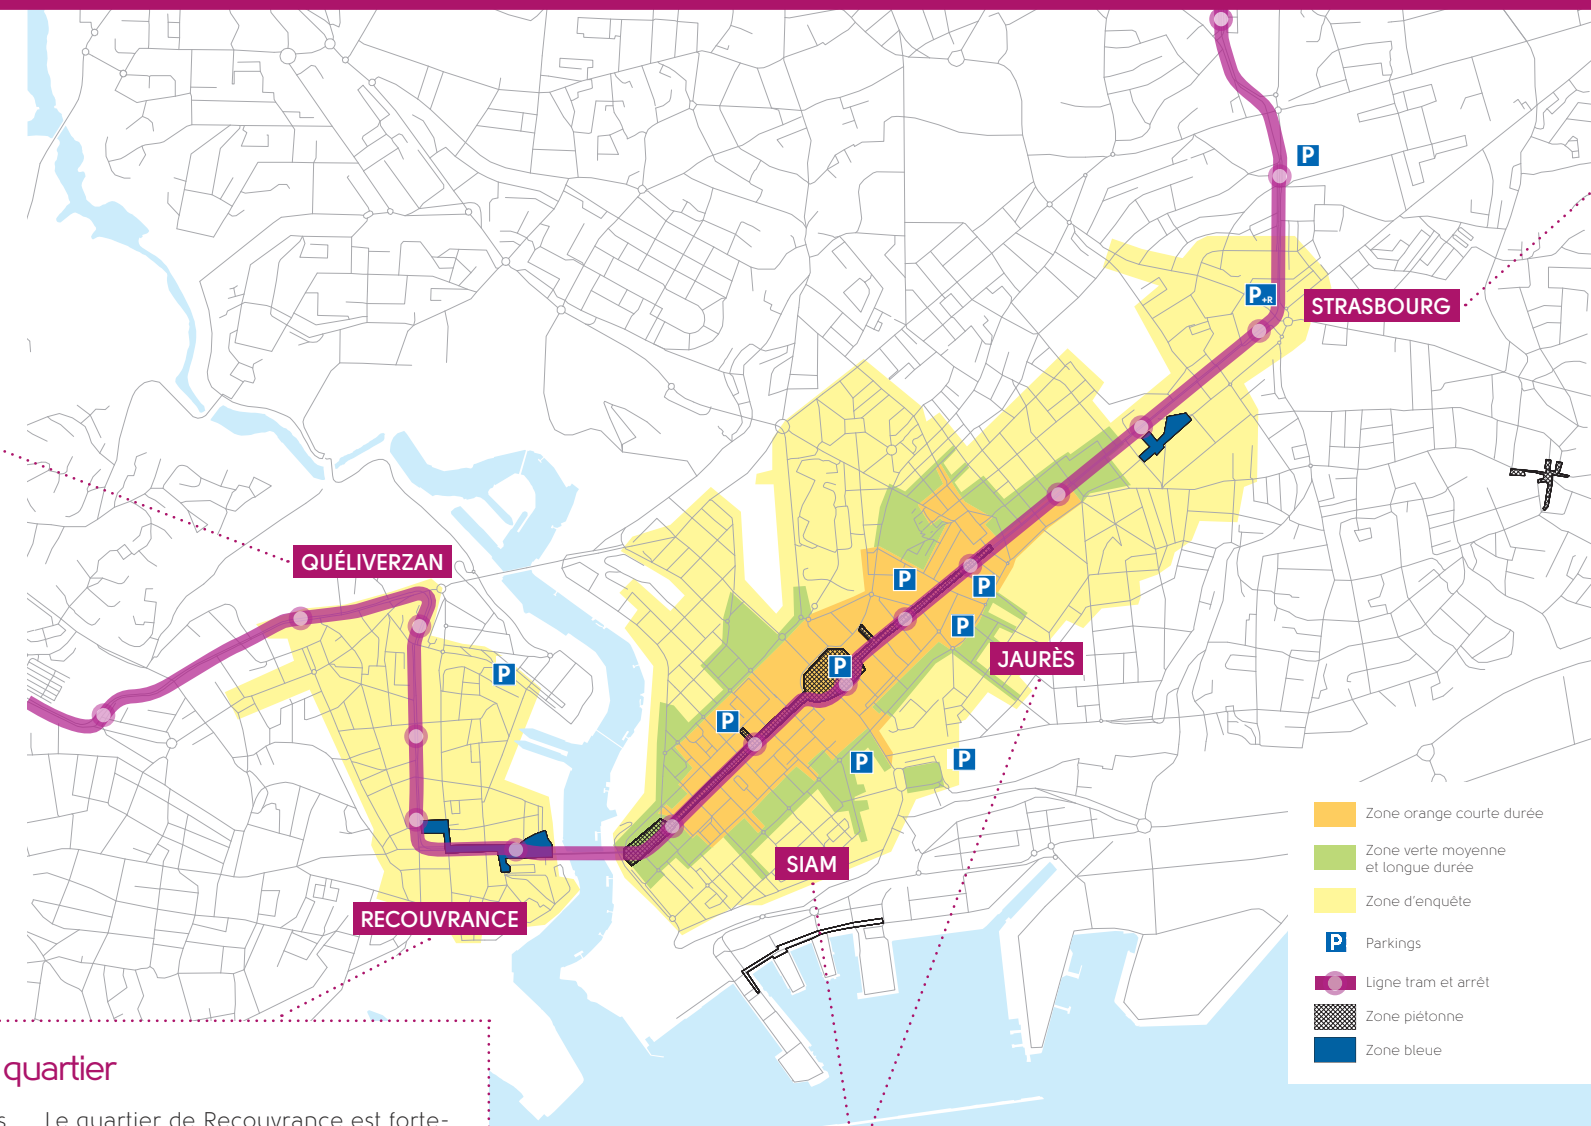 P
P+R
STRASBOURG
QUÉLIVERZAN
P
P
P
P
JAURÈS
P
P
P
P
P
SIAM
RECOUVRANCE
Zone orange courte durée
Zone verte moyenne
et longue durée
Zone d'enquête
P Parkings
Ligne tram et arrêt
Zone piétonne
Zone bleue
quartier
s
Le quartier de Recouvrance est forte-